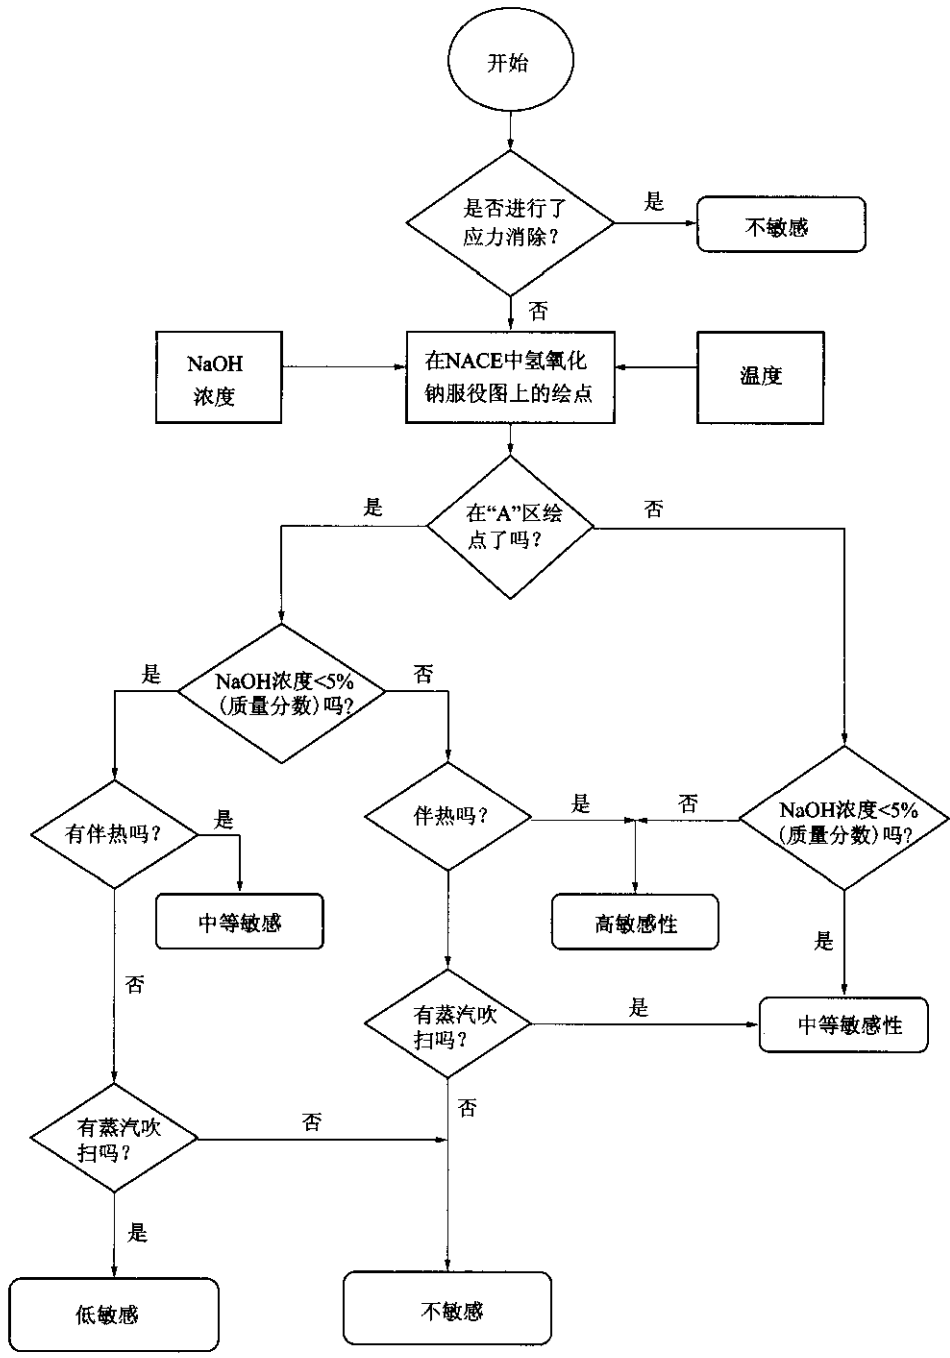 开始
是否进行了
应力消除？
是
不敏感
否
NaOH
浓度
在NACE中氢氧化
钠服役图上的绘点
温度
是
在“A”区绘
点了吗？
否
是
NaOH浓度<5%
(质量分数)吗?
否
有伴热吗？
是
伴热吗？
是
否
NaOH浓度<5%
(质量分数)吗?
中等敏感
高敏感性
是
否
有蒸汽吹
扫吗？
是
中等敏感性
否
有蒸汽吹
扫吗？
否
是
低敏感
不敏感